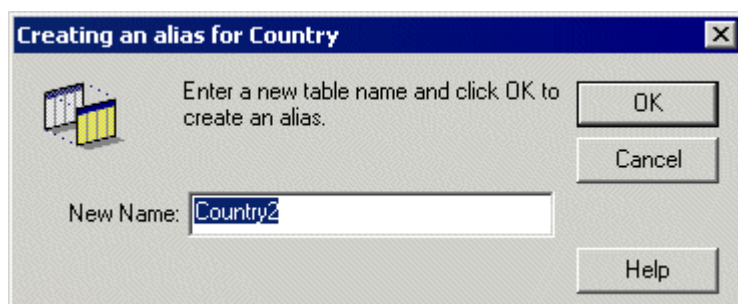 Creating an alias for Country
Enter a new table name and click OK to
create an alias.
OK
Cancel
New Name: Country2
Help